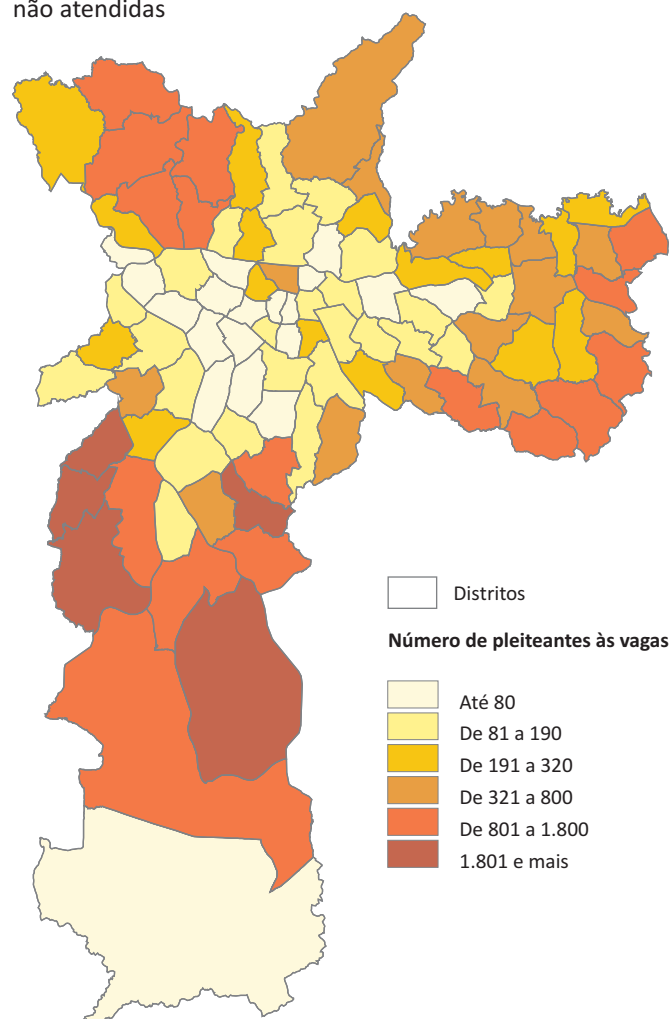 não atendidas
Distritos
Número de pleiteantes às vagas
Até 80
De 81 a 190
De 191 a 320
De 321 a 800
De 801 a 1.800
1.801 e mais